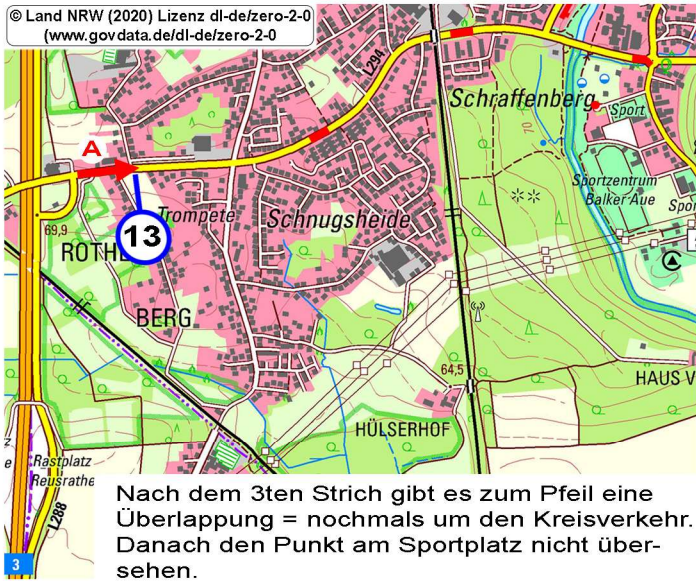 © Land NRW (2020) Lizenz dl-de/zero-2-0
(www.govdata.de/dl-de/zero-2-0
L294
Schraffenberg
Sport
A
Sportzentrum
Balker Aue
Spor
Trompete
Schnugsheide
13
69,9
ROTHE
BERG
64,5
HAUS V
HÜLSERHOF
Rastplatz
Reusrathe
L288
3
Nach dem 3ten Strich gibt es zum Pfeil eine
Überlappung = nochmals um den Kreisverkehr.
Danach den Punkt am Sportplatz nicht über-
sehen.